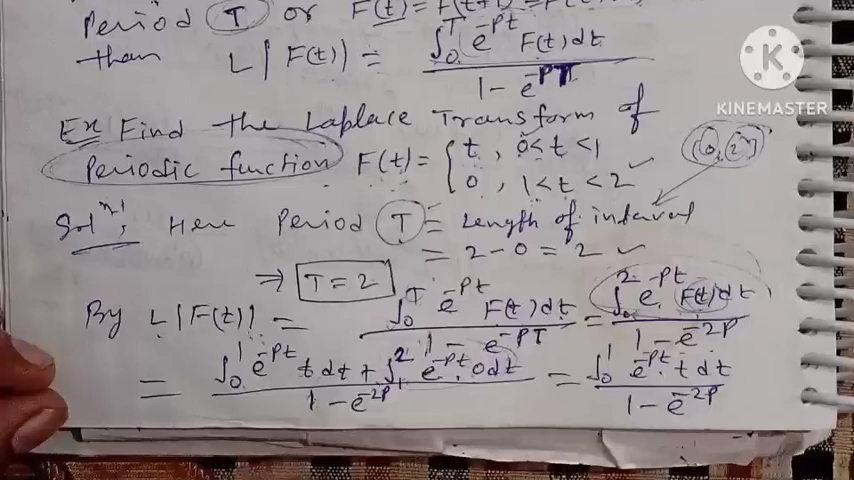 Period T or F(t) = F(t+T) = F(
than L|F(t)| = ∫₀ᵀ e^-pt F(t) dt / 1 - e^-PT
Ex Find the Laplace Transform of
Periodic function F(t) = { t, 0<t<1
0, 1<t<2 ✓
(0, 2)
Solⁿ; Here Period T = Length of interval
= 2-0 = 2 ✓
⇒ T = 2
By L|F(t)| = ∫₀ᵀ e^-pt F(t) dt / 1 - e^-PT = ∫₀² e^-pt. F(t) dt / 1 - e^-2P
= ∫₀¹ e^-pt t dt + ∫₁² e^-pt. 0 dt / 1 - e^-2P = ∫₀¹ e^-pt. t dt / 1 - e^-2P
KINEMASTER